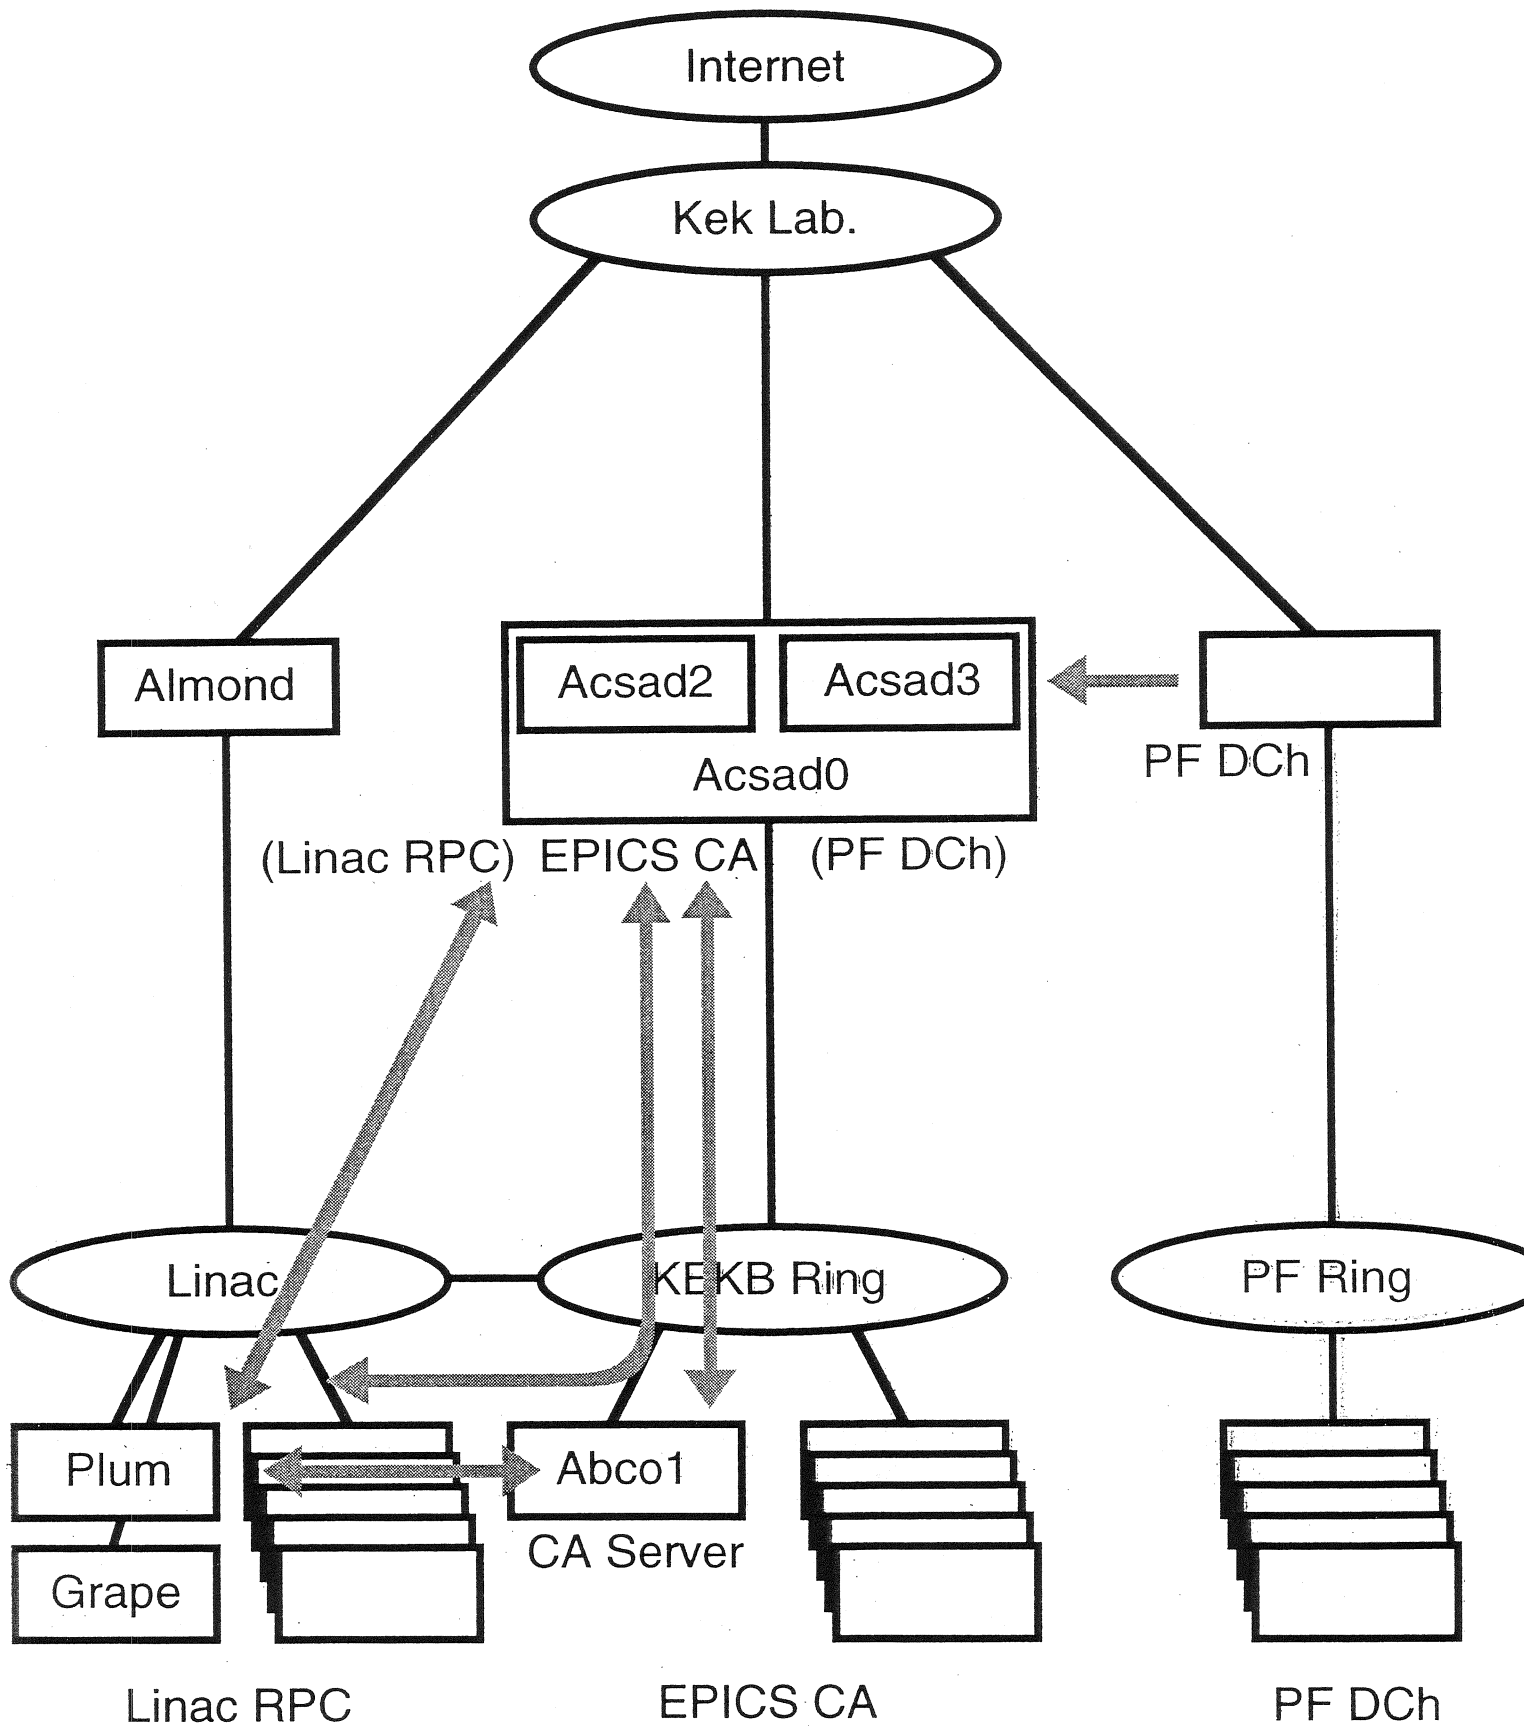 Internet
Kek Lab.
Almond
Acsad2
Acsad3
Acsad0
PF DCh
(Linac RPC)
EPICS CA
(PF DCh)
Linac
KEKB Ring
PF Ring
Plum
Abco1
CA Server
Grape
Linac RPC
EPICS CA
PF DCh